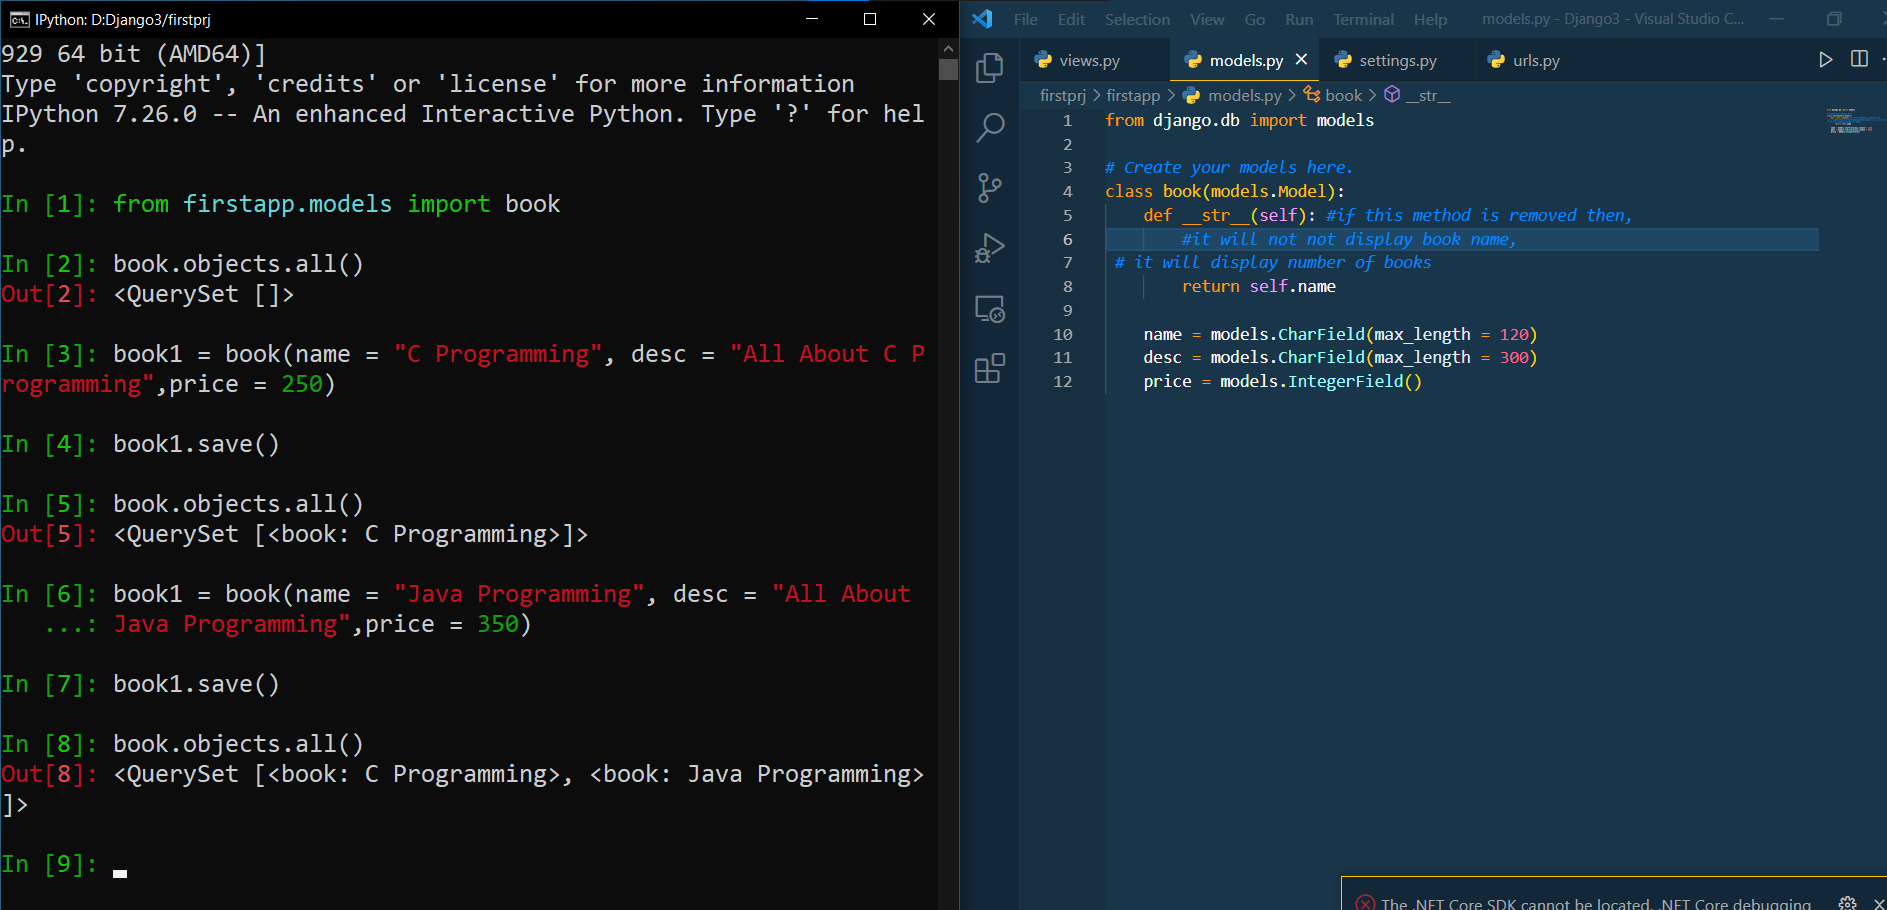 IPython: D:Django3/firstprj
929 64 bit (AMD64)]
Type 'copyright', 'credits' or 'license' for more information
IPython 7.26.0 -- An enhanced Interactive Python. Type '?' for hel
p.
In [1]: from firstapp.models import book
In [2]: book.objects.all()
Out[2]: <QuerySet []>
In [3]: book1 = book(name = "C Programming", desc = "All About C P
rogramming",price = 250)
In [4]: book1.save()
In [5]: book.objects.all()
Out[5]: <QuerySet [<book: C Programming>]>
In [6]: book1 = book(name = "Java Programming", desc = "All About
...: Java Programming",price = 350)
In [7]: book1.save()
In [8]: book.objects.all()
Out[8]: <QuerySet [<book: C Programming>, <book: Java Programming>
]>
In [9]:
File Edit Selection View Go Run Terminal Help models.py - Django3 - Visual Studio C...
views.py models.py settings.py urls.py
firstprj > firstapp > models.py > book > __str__
1 from django.db import models
2
3 # Create your models here.
4 class book(models.Model):
5 def __str__(self): #if this method is removed then,
6 #it will not not display book name,
7 # it will display number of books
8 return self.name
9
10 name = models.CharField(max_length = 120)
11 desc = models.CharField(max_length = 300)
12 price = models.IntegerField()
The .NET Core SDK cannot be located. .NET Core debugging